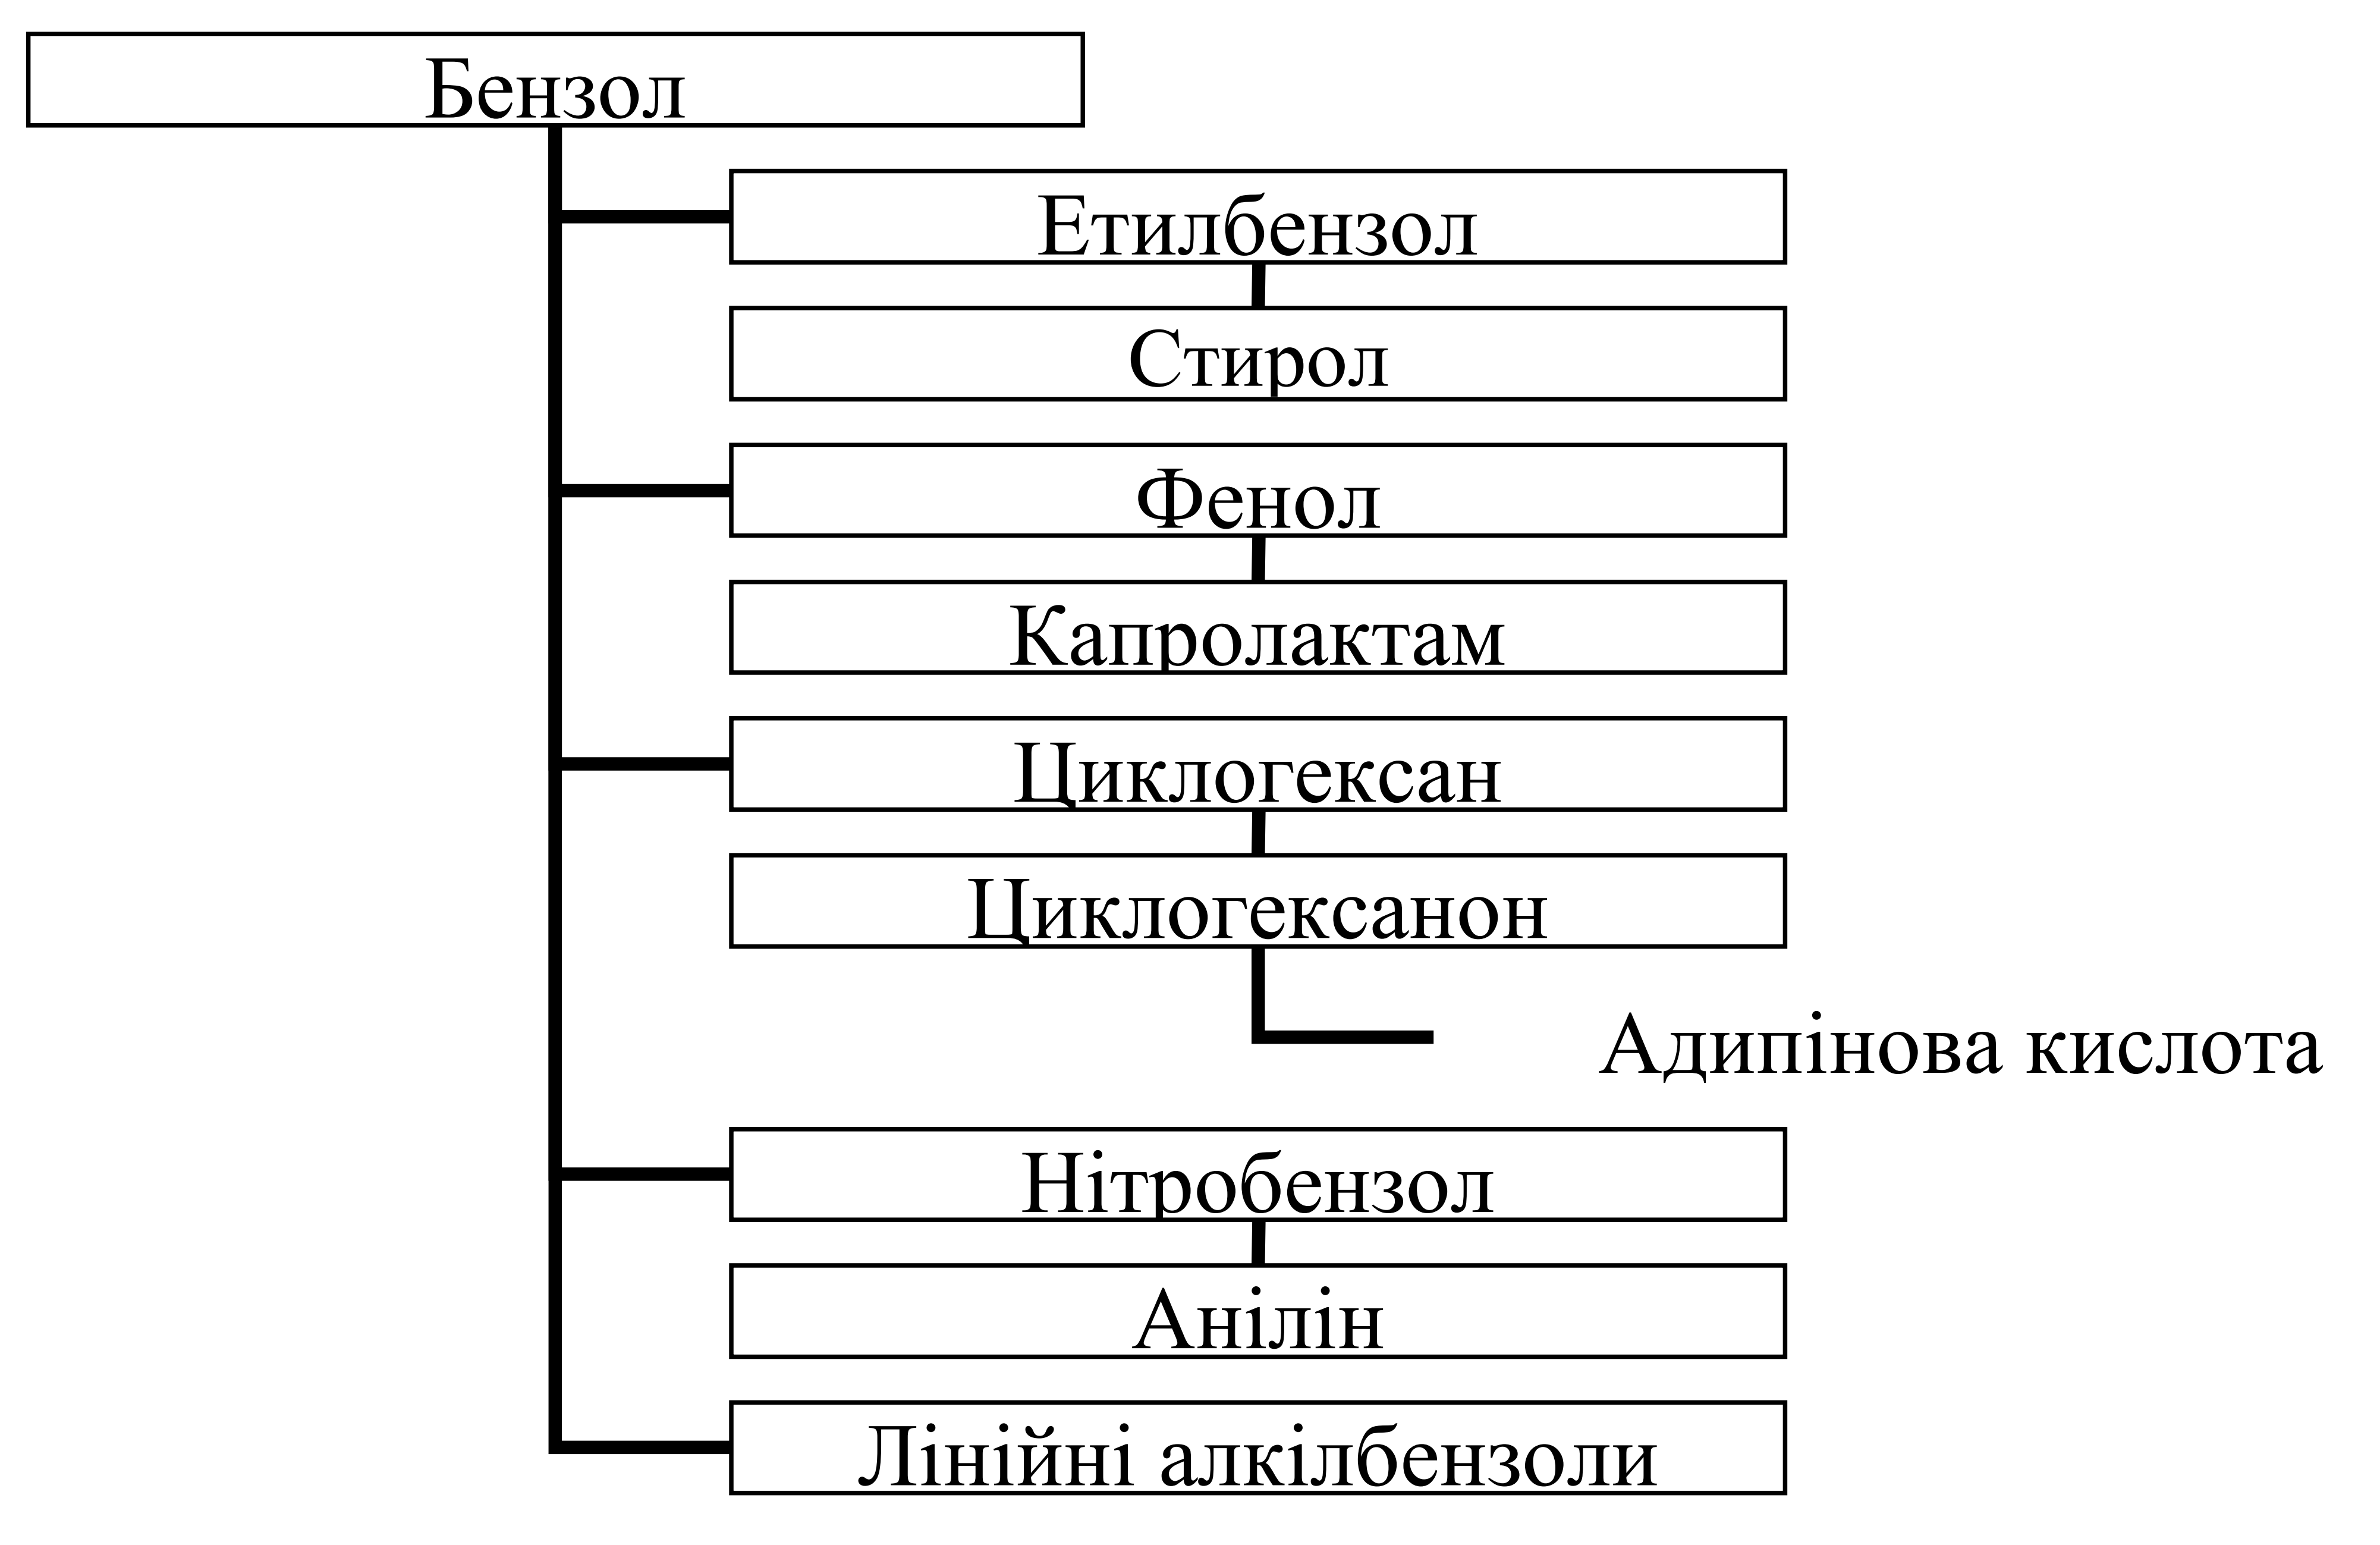 Бензол
Етилбензол
Стирол
Фенол
Капролактам
Циклогексан
Циклогексанон
Адипінова кислота
Нітробензол
Анілін
Лінійні алкілбензоли